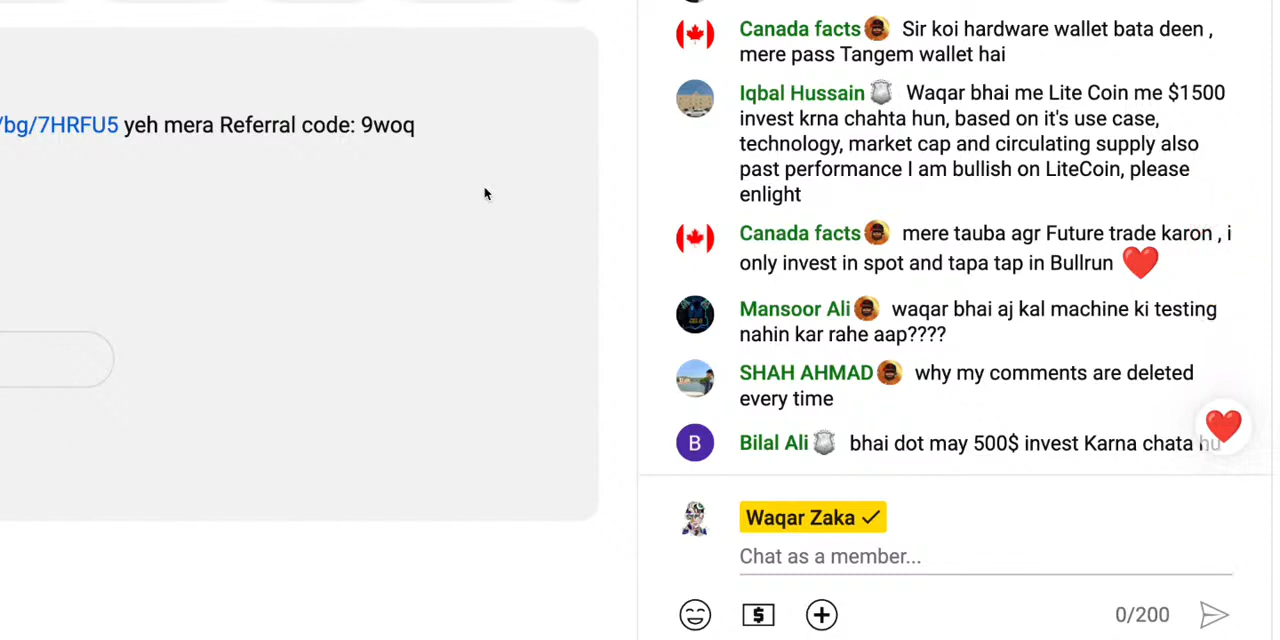 /bg/7HRFU5 yeh mera Referral code: 9woq
Canada facts Sir koi hardware wallet bata deen ,
mere pass Tangem wallet hai
Iqbal Hussain Waqar bhai me Lite Coin me $1500
invest krna chahta hun, based on it's use case,
technology, market cap and circulating supply also
past performance I am bullish on LiteCoin, please
enlight
Canada facts mere tauba agr Future trade karon , i
only invest in spot and tapa tap in Bullrun
Mansoor Ali waqar bhai aj kal machine ki testing
nahin kar rahe aap????
SHAH AHMAD why my comments are deleted
every time
B
Bilal Ali bhai dot may 500$ invest Karna chata hu
Waqar Zaka
Chat as a member...
$
0/200